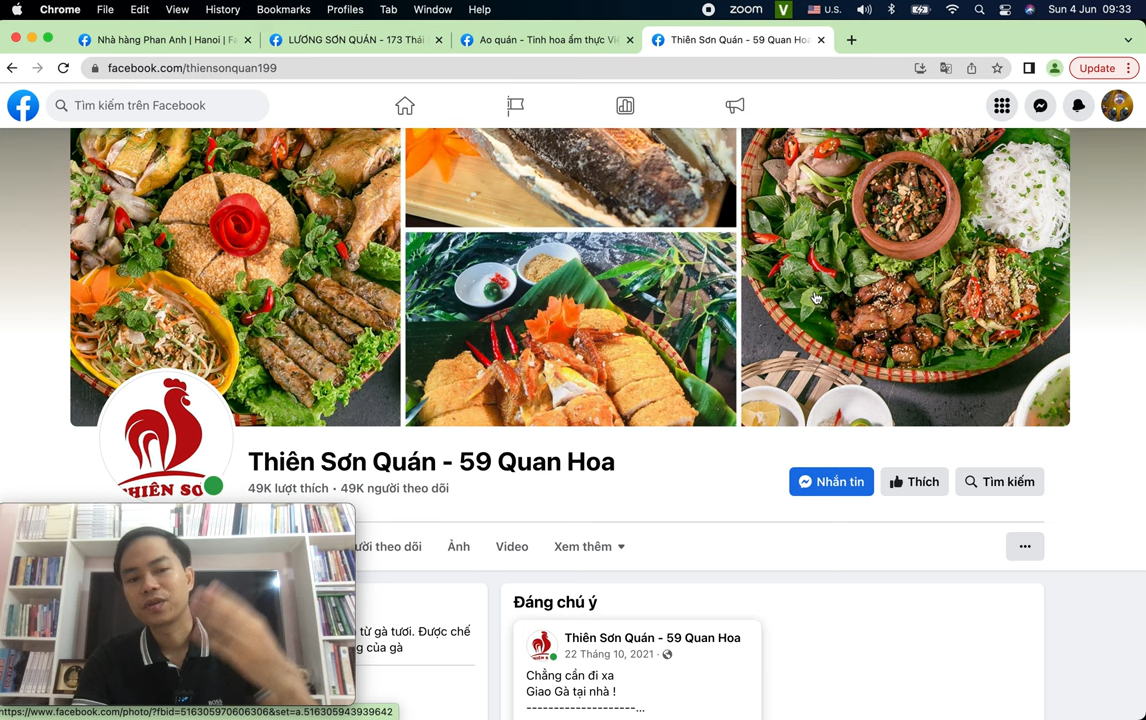 Chrome File Edit View History Bookmarks Profiles Tab Window Help zoom V U.S. Sun 4 Jun 09:33
Nhà hàng Phan Anh | Hanoi | F LƯƠNG SƠN QUÁN - 173 Thái Ao quán - Tinh hoa ẩm thực Vi Thiên Sơn Quán - 59 Quan Hoa
facebook.com/thiensonquan199 Update
Tìm kiếm trên Facebook
THIÊN SƠ
Thiên Sơn Quán - 59 Quan Hoa
49K lượt thích • 49K người theo dõi
Nhắn tin Thích Tìm kiếm
ười theo dõi Ảnh Video Xem thêm
Đáng chú ý
từ gà tươi. Được chế
g của gà
Thiên Sơn Quán - 59 Quan Hoa
22 Tháng 10, 2021 ·
Chẳng cần đi xa
Giao Gà tại nhà !
--------------------...
BOSS
https://www.facebook.com/photo/?fbid=516305970606306&set=a.516305943939642